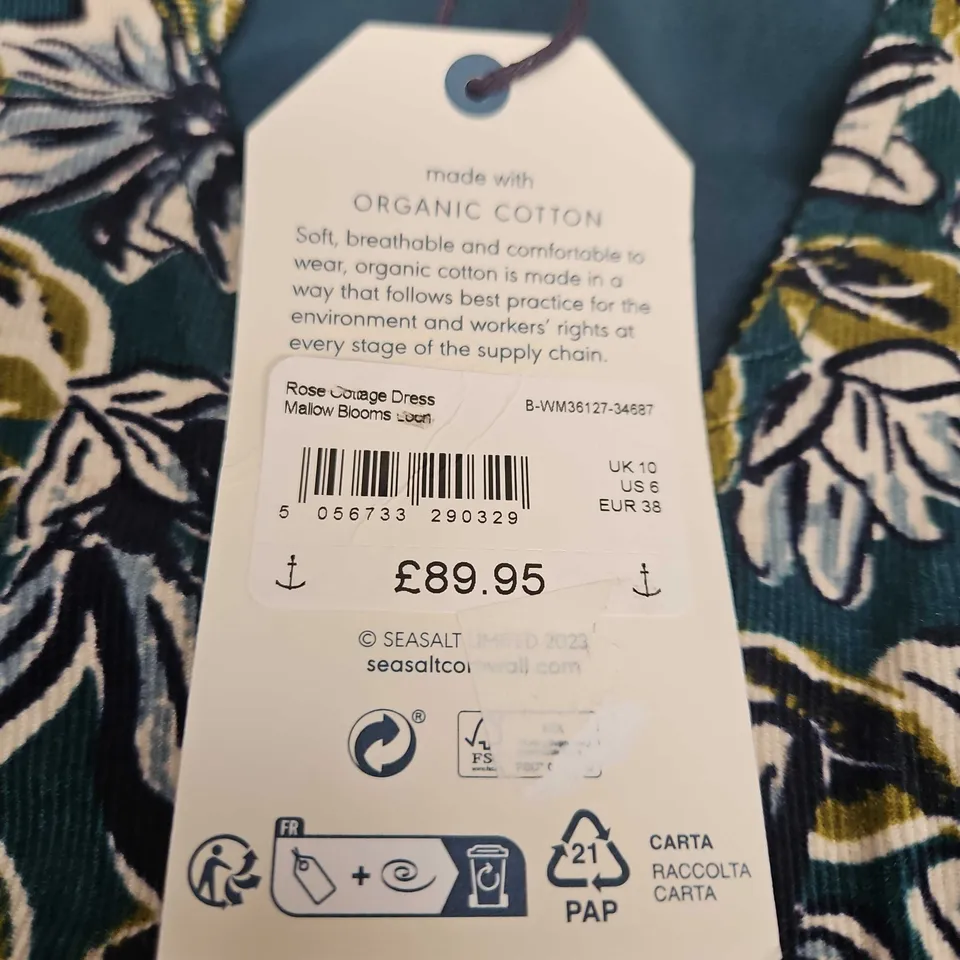 made with
ORGANIC COTTON
Soft, breathable and comfortable to
wear, organic cotton is made in a
way that follows best practice for the
environment and workers' rights at
every stage of the supply chain.
Rose Cottage Dress
Mallow Blooms
B-WM36127-34687
UK 10
US 6
EUR 38
5 056733 290329
£89.95
© SEASALT LIMITED 2023
seasaltcornwall.com
®
FS
FR
+
21
PAP
CARTA
RACCOLTA
CARTA